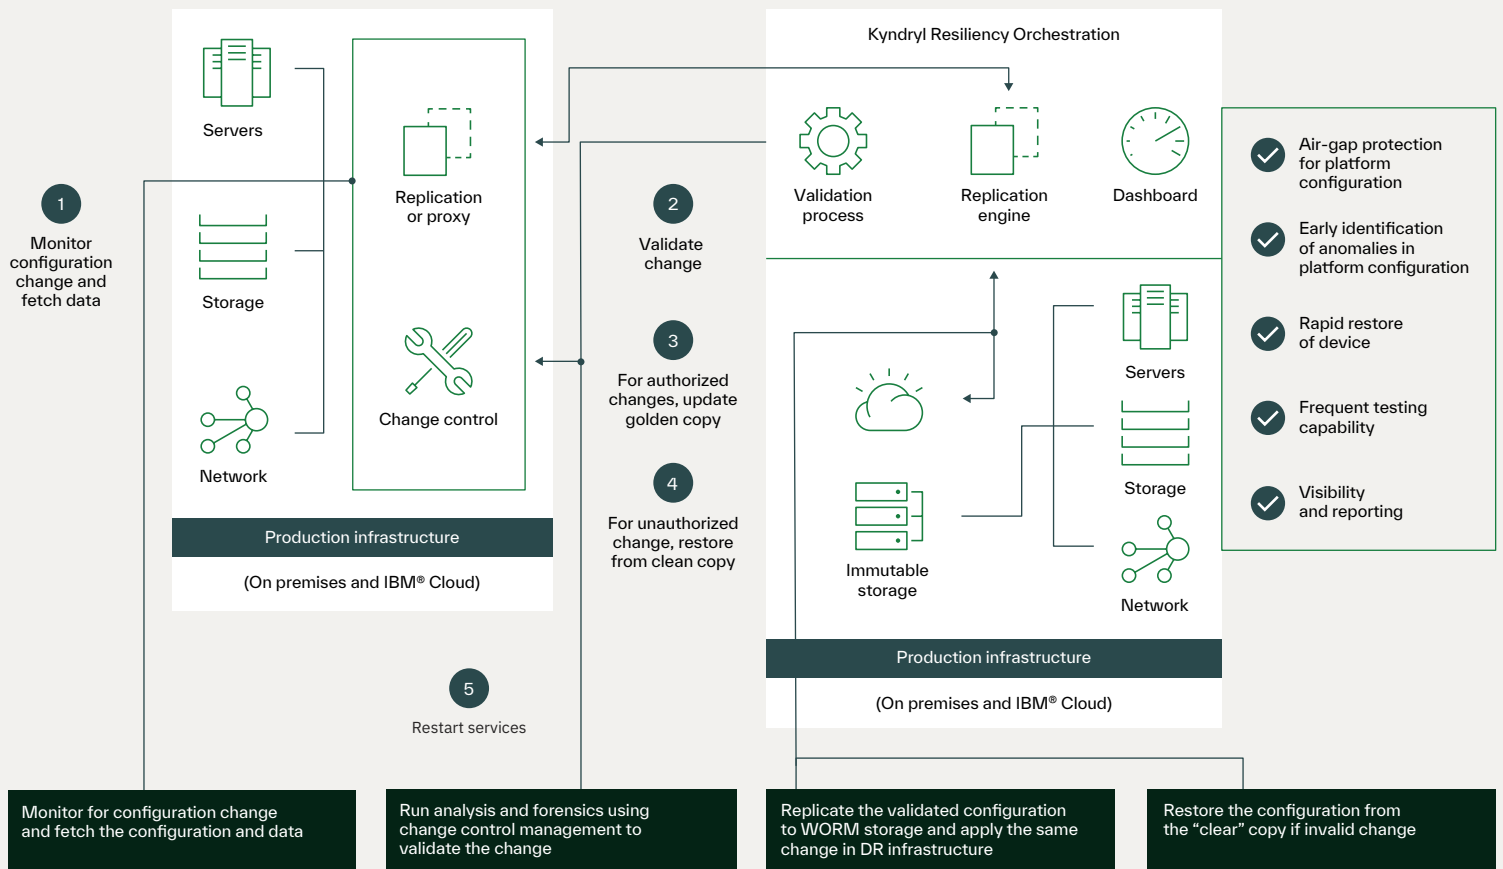 Servers
Storage
Network
Replication
or proxy
Change control
Production infrastructure
(On premises and IBM® Cloud)
1
Monitor
configuration
change and
fetch data
2
Validate
change
3
For authorized
changes, update
golden copy
4
For unauthorized
change, restore
from clean copy
5
Restart services
Kyndryl Resiliency Orchestration
Validation
process
Replication
engine
Dashboard
Servers
Storage
Network
Immutable
storage
Production infrastructure
(On premises and IBM® Cloud)
Air-gap protection
for platform
configuration
Early identification
of anomalies in
platform configuration
Rapid restore
of device
Frequent testing
capability
Visibility
and reporting
Monitor for configuration change
and fetch the configuration and data
Run analysis and forensics using
change control management to
validate the change
Replicate the validated configuration
to WORM storage and apply the same
change in DR infrastructure
Restore the configuration from
the “clear” copy if invalid change